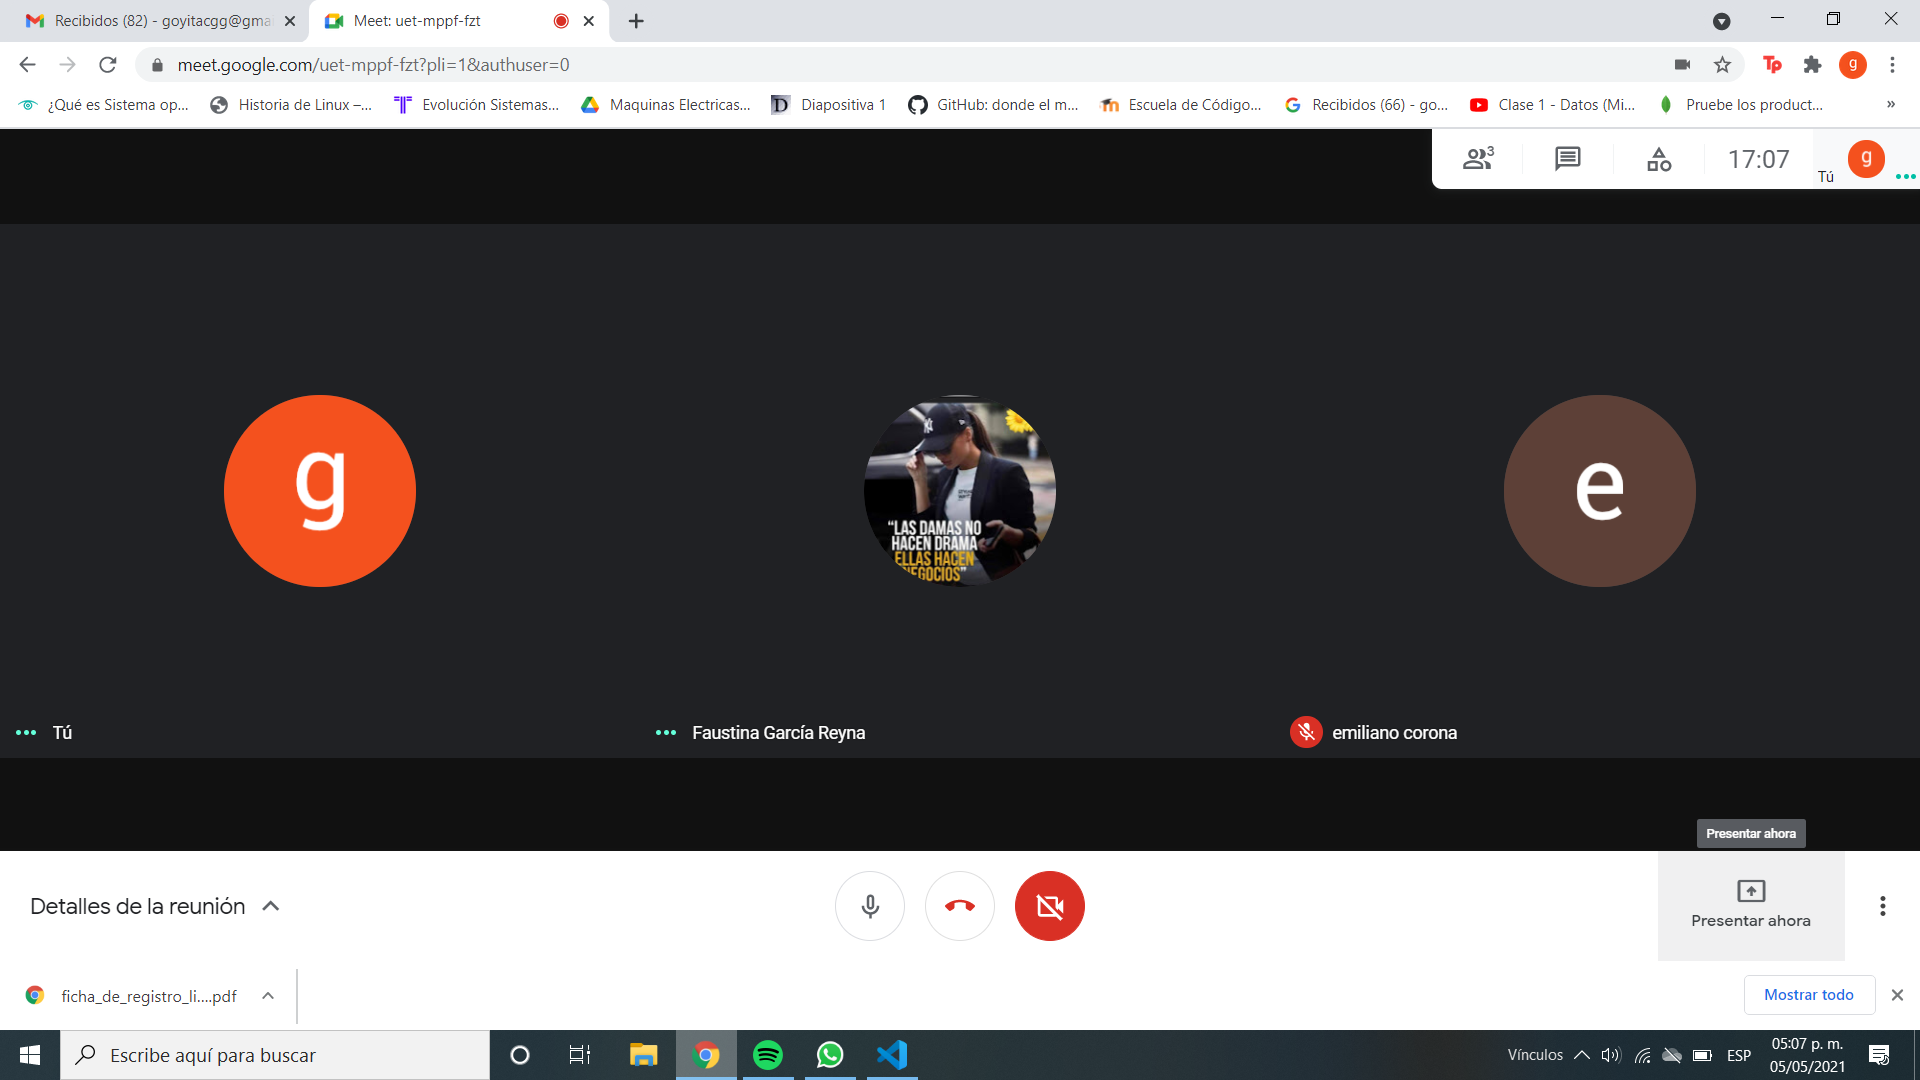 Recibidos (82) - goyitacgg@gma
Meet: uet-mppf-fzt
meet.google.com/uet-mppf-fzt?pli=1&authuser=0
g
¿Qué es Sistema op...
Historia de Linux –...
Evolución Sistemas...
Maquinas Electricas...
Diapositiva 1
GitHub: donde el m...
Escuela de Código...
Recibidos (66) - go...
Clase 1 - Datos (Mi...
Pruebe los product...
»
3
17:07
Tú
g
g
“LAS DAMAS NO
HACEN DRAMA
ELLAS HACEN
NEGOCIOS”
e
Tú
Faustina García Reyna
emiliano corona
Presentar ahora
Detalles de la reunión
Presentar ahora
ficha_de_registro_li....pdf
Mostrar todo
Escribe aquí para buscar
Vínculos
ESP
05:07 p. m.
05/05/2021